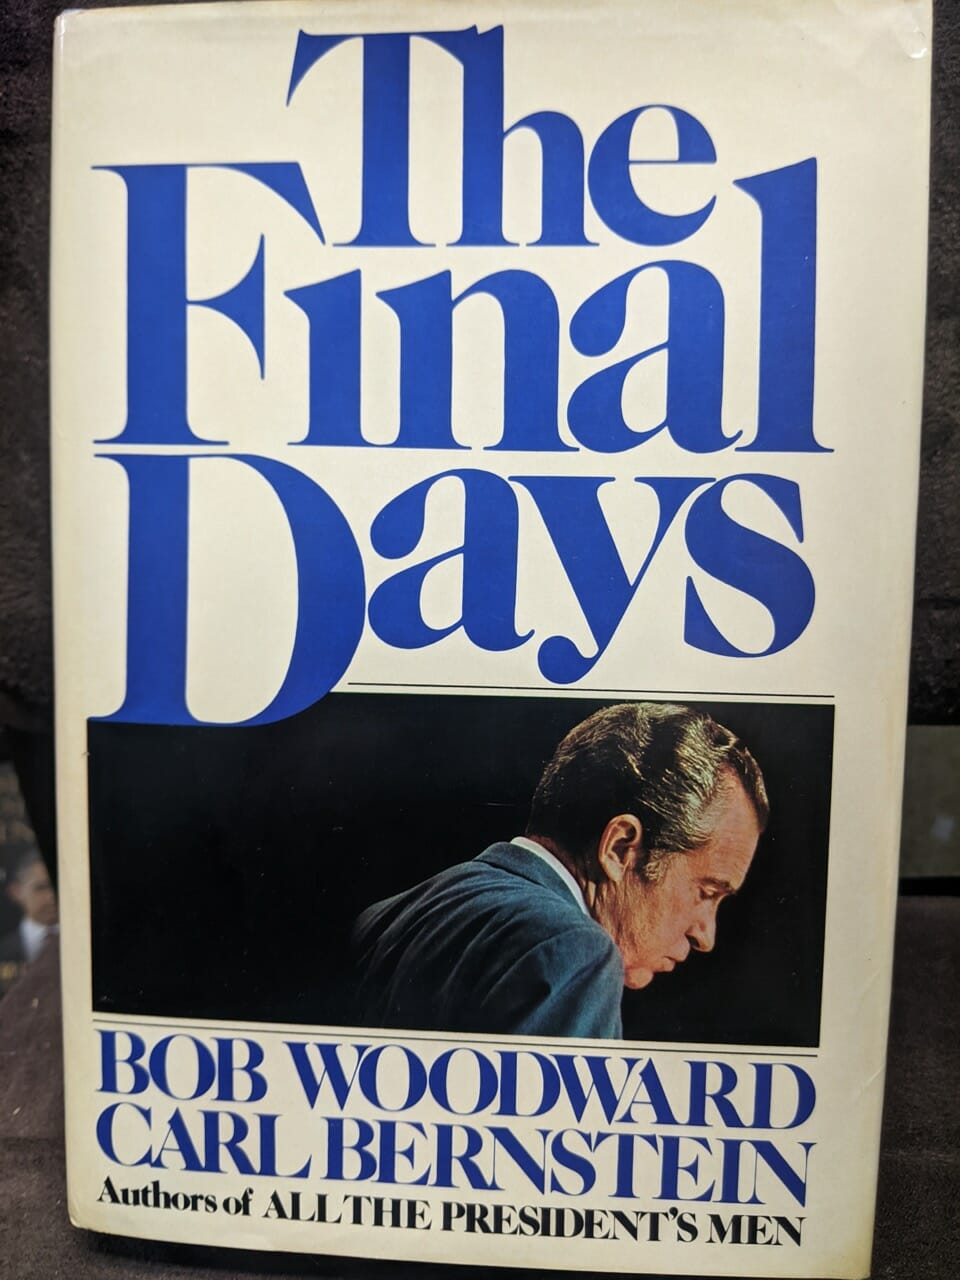 The
Final
Days
BOB WOODWARD
CARL BERNSTEIN
Authors of ALL THE PRESIDENT'S MEN